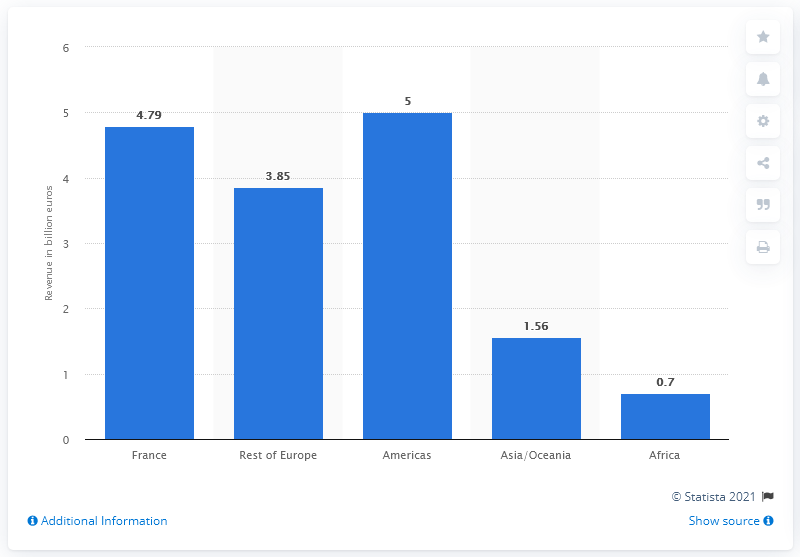 6
5
4
3
2
1
0
Revenue in billion euros
4.79
3.85
5
1.56
0.7
France
Rest of Europe
Americas
Asia/Oceania
Africa
© Statista 2021
Additional Information
Show source